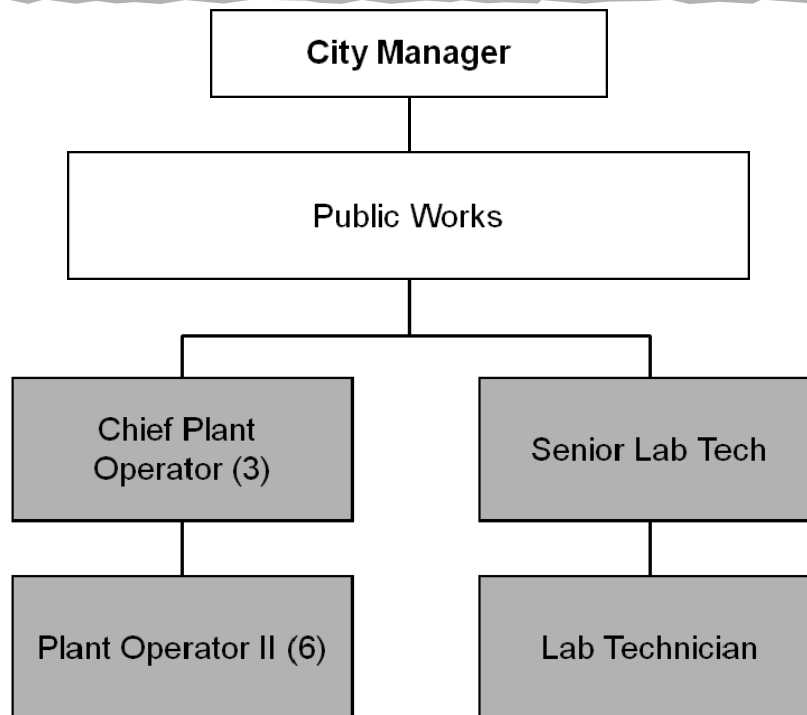 City Manager
Public Works
Chief Plant
Operator (3)
Senior Lab Tech
Plant Operator II (6)
Lab Technician